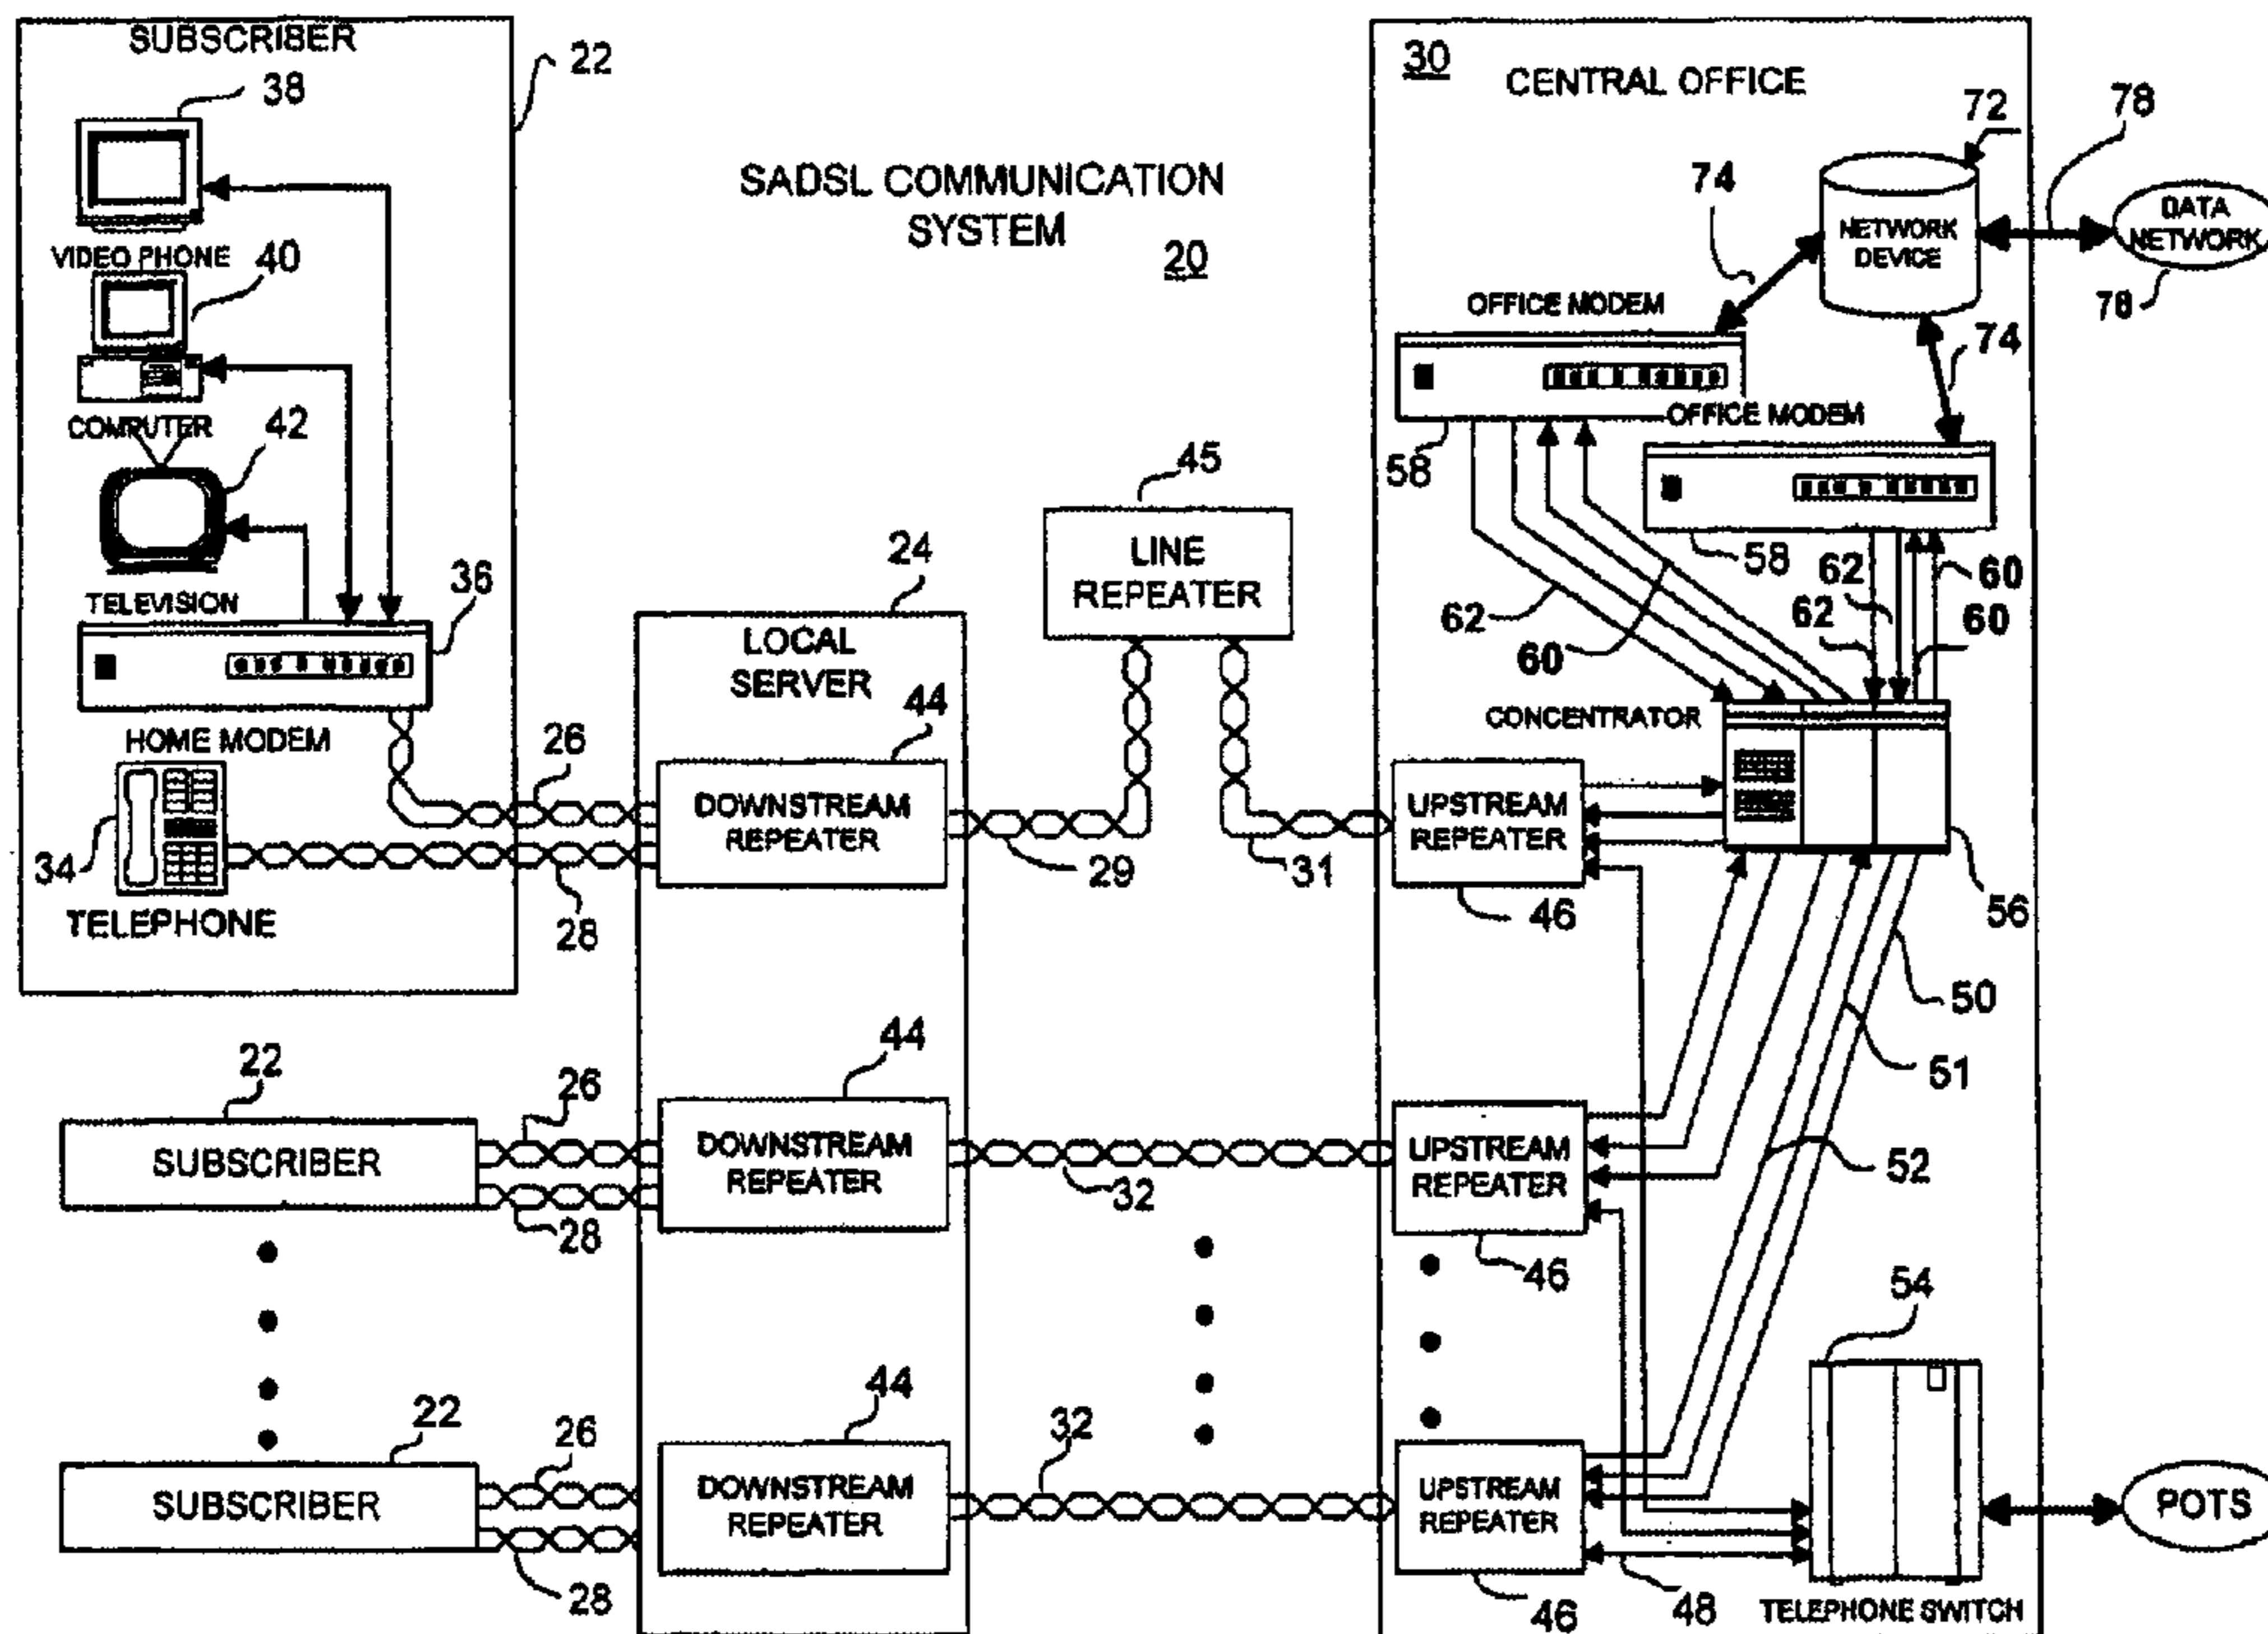 SUBSCRIBER
22
38
VIDEO PHONE
40
COMPUTER
42
TELEVISION
36
HOME MODEM
34
TELEPHONE
26
28
SADSL COMMUNICATION
SYSTEM
20
24
LOCAL
SERVER
44
DOWNSTREAM
REPEATER
29
45
LINE
REPEATER
31
30
CENTRAL OFFICE
72
78
74
NETWORK
DEVICE
DATA
NETWORK
78
OFFICE MODEM
74
OFFICE MODEM
58
58
62
60
62
60
62
60
62
60
CONCENTRATOR
UPSTREAM
REPEATER
46
56
50
51
52
22
SUBSCRIBER
26
28
44
DOWNSTREAM
REPEATER
32
UPSTREAM
REPEATER
46
54
22
SUBSCRIBER
26
28
44
DOWNSTREAM
REPEATER
32
UPSTREAM
REPEATER
46
48
TELEPHONE SWITCH
POTS